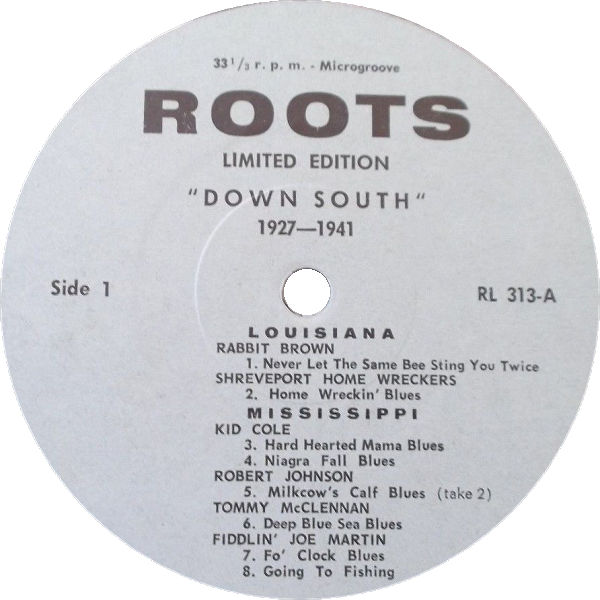 33 1/3 r. p. m. - Microgroove
ROOTS
LIMITED EDITION
"DOWN SOUTH"
1927—1941
Side 1
RL 313-A
LOUISIANA
RABBIT BROWN
1. Never Let The Same Bee Sting You Twice
SHREVEPORT HOME WRECKERS
2. Home Wreckin' Blues
MISSISSIPPI
KID COLE
3. Hard Hearted Mama Blues
4. Niagra Fall Blues
ROBERT JOHNSON
5. Milkcow's Calf Blues (take 2)
TOMMY McCLENNAN
6. Deep Blue Sea Blues
FIDDLIN' JOE MARTIN
7. Fo' Clock Blues
8. Going To Fishing